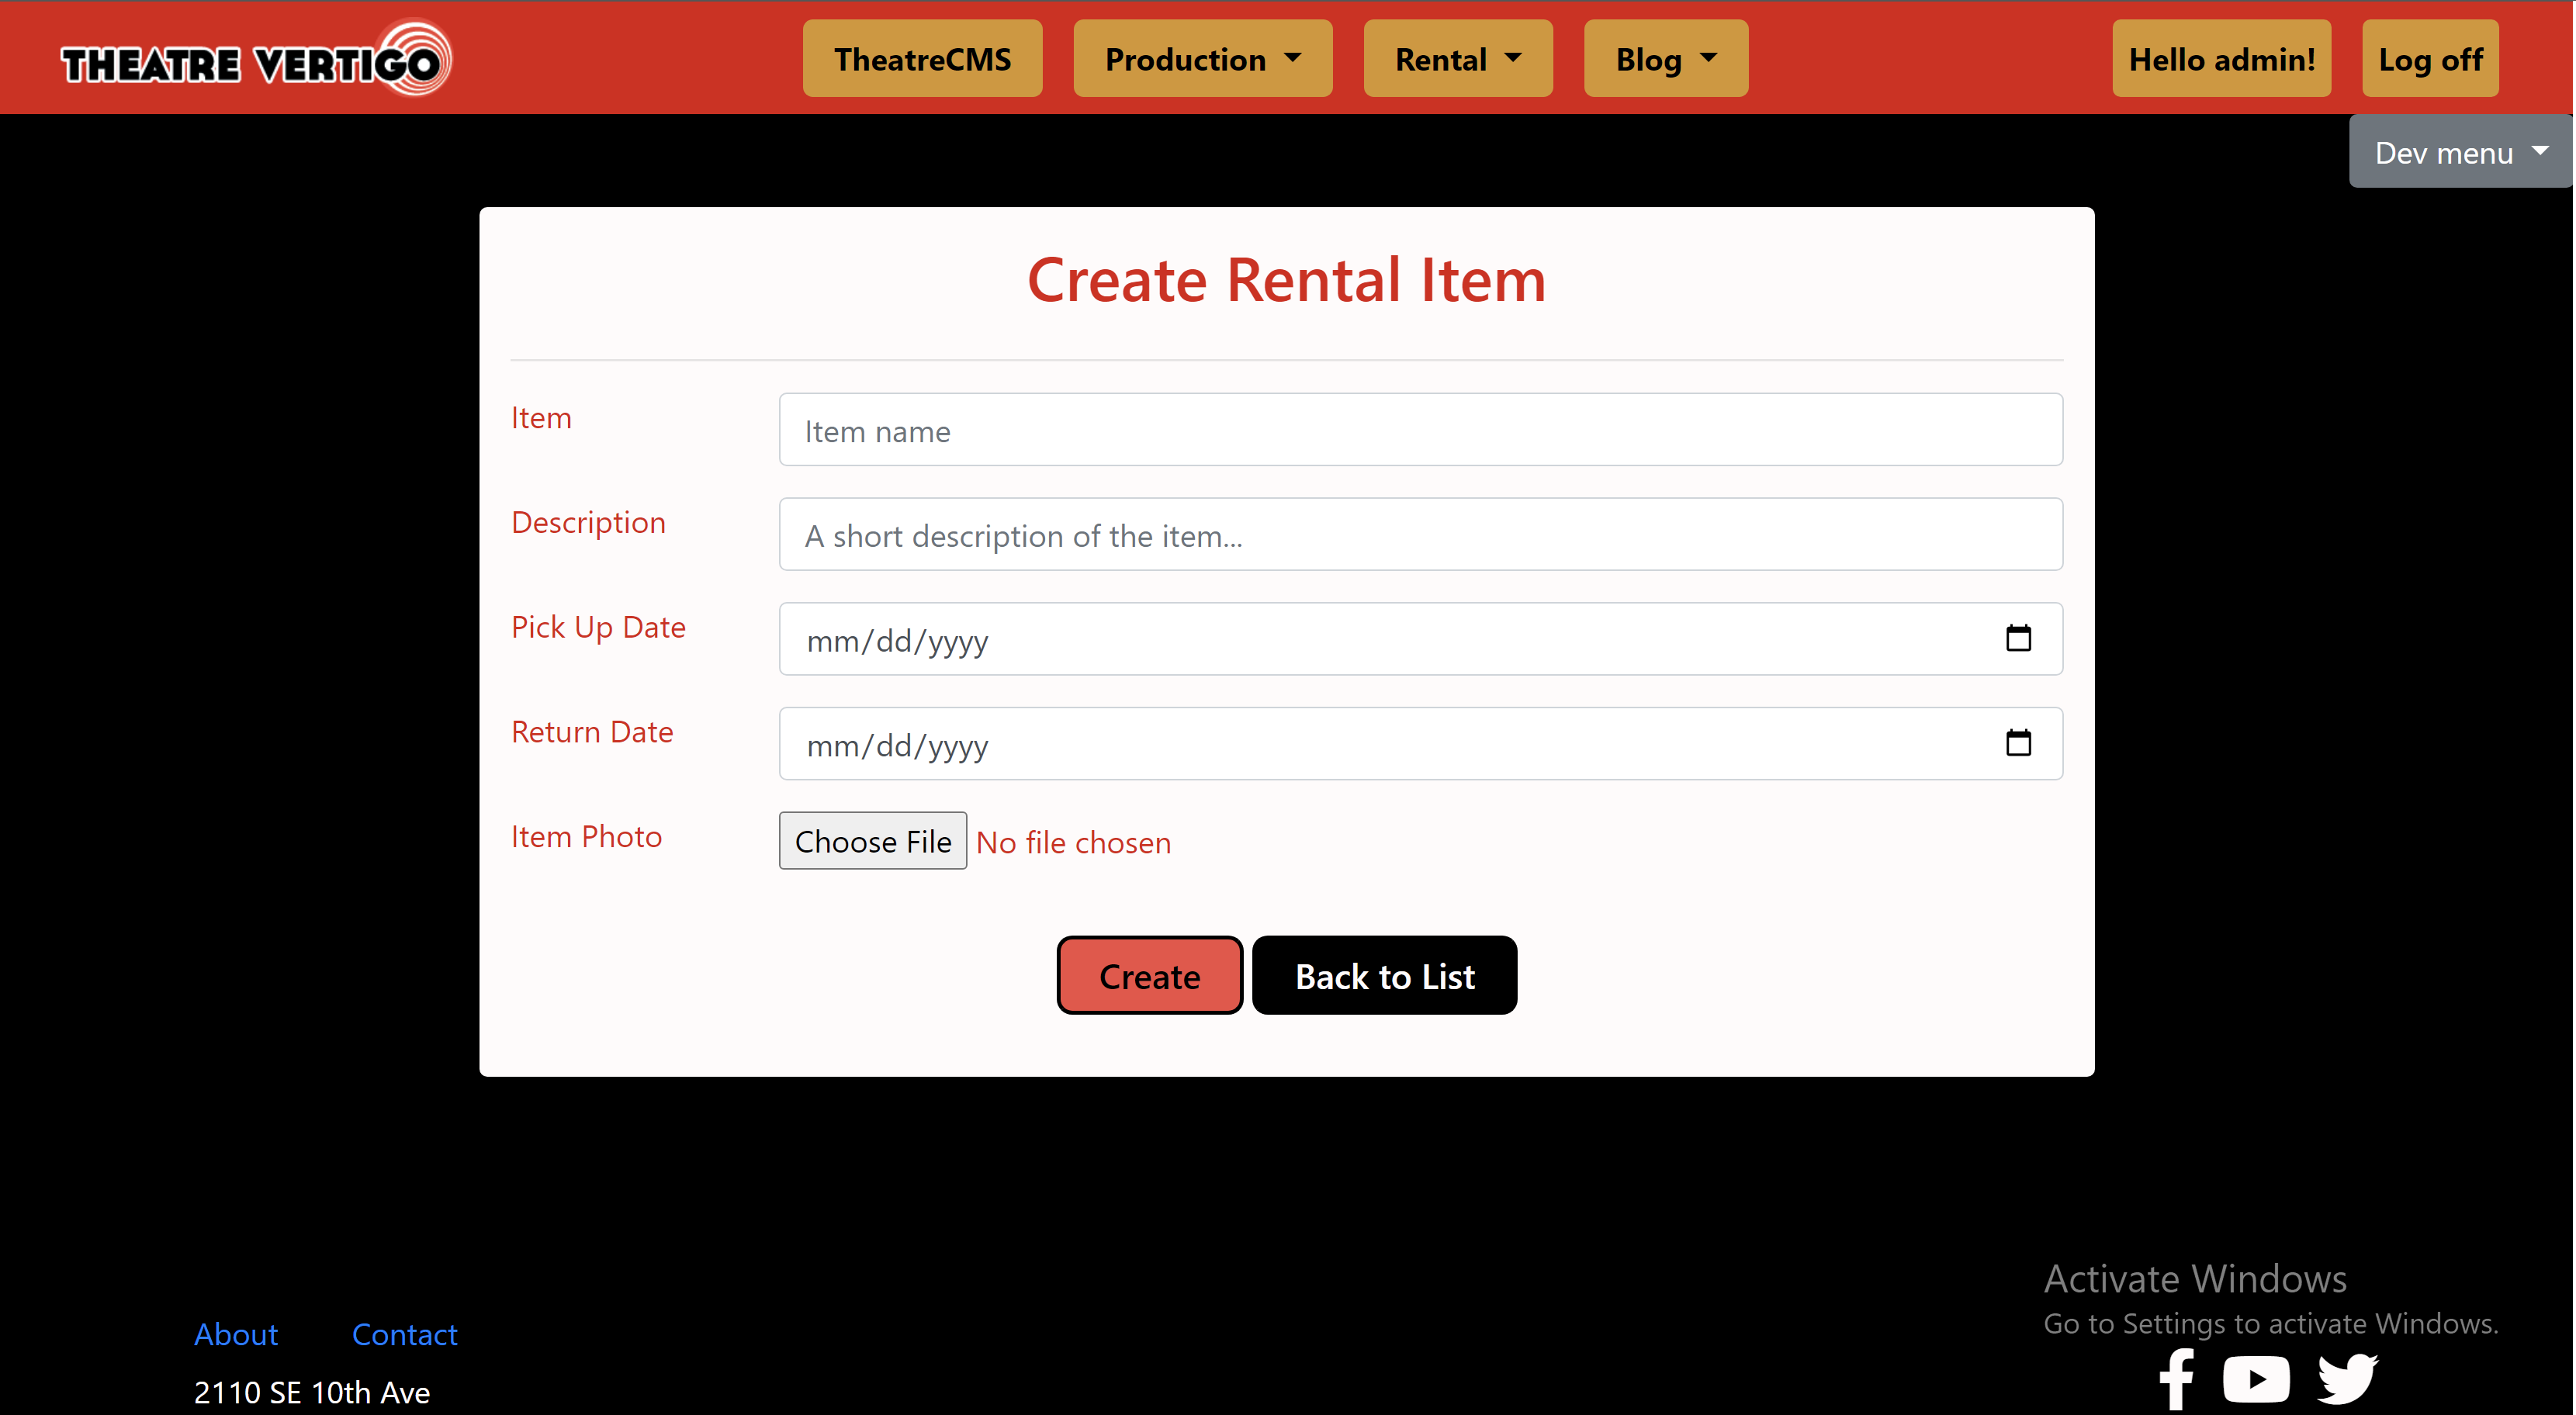 THEATRE VERTIGO
TheatreCMS Production Rental Blog Hello admin! Log off
Dev menu
Create Rental Item
Item Item name
Description A short description of the item...
Pick Up Date mm/dd/yyyy
Return Date mm/dd/yyyy
Item Photo Choose File No file chosen
Create Back to List
Activate Windows
Go to Settings to activate Windows.
About Contact
2110 SE 10th Ave